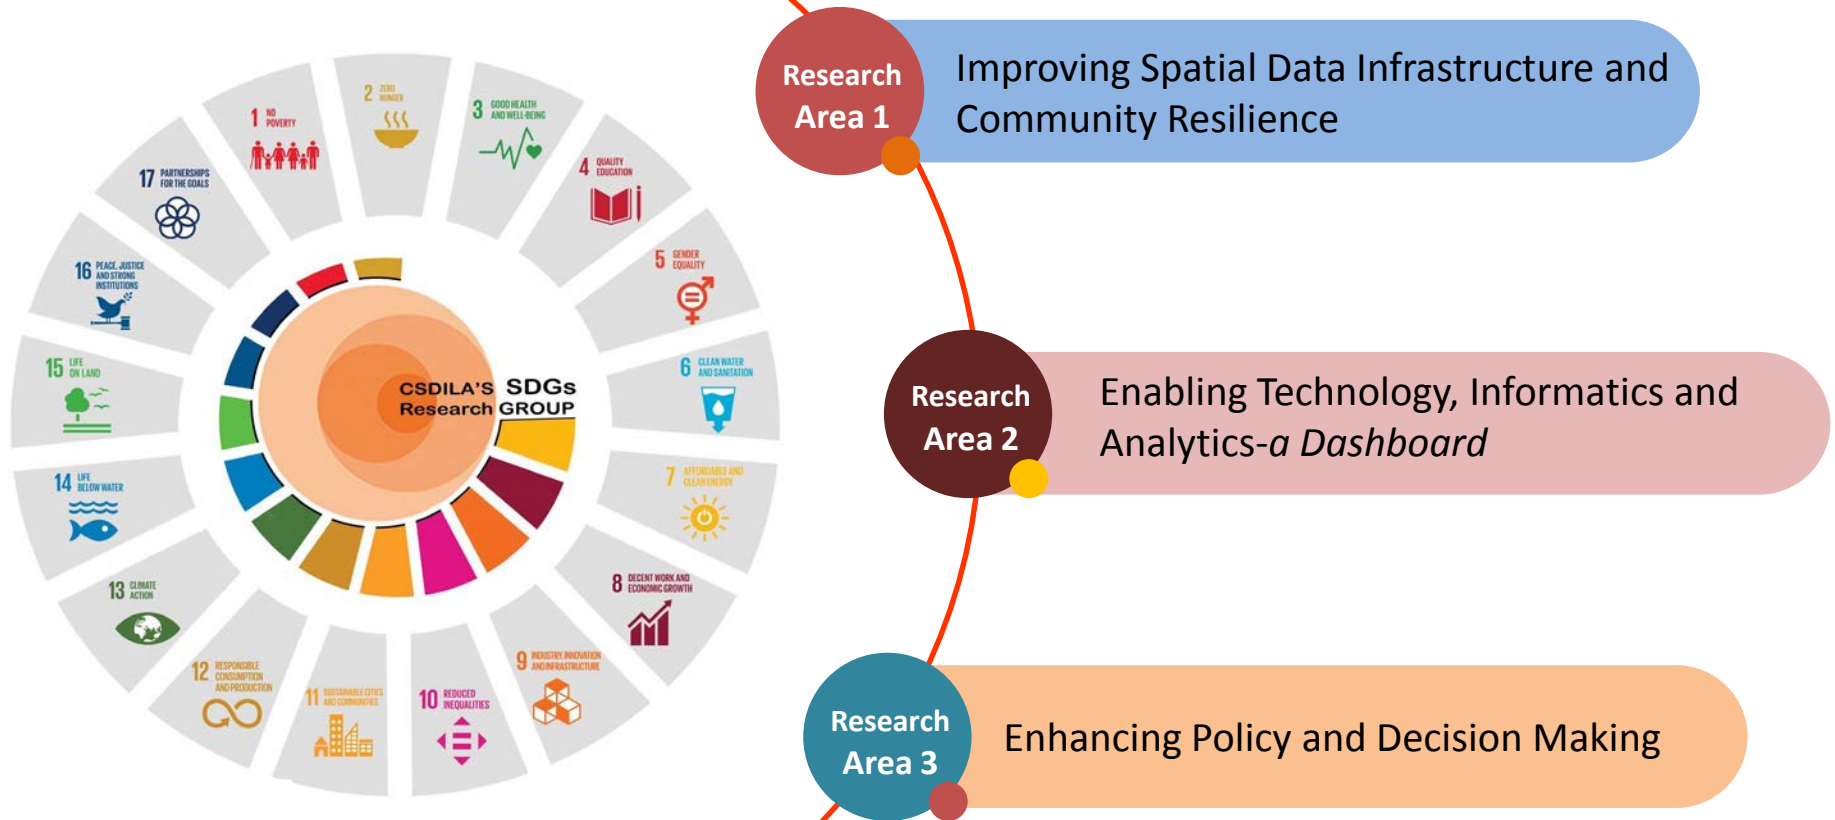 1 NO
POVERTY
2 ZERO
HUNGER
3 GOOD HEALTH
AND WELL-BEING
4 QUALITY
EDUCATION
5 GENDER
EQUALITY
6 CLEAN WATER
AND SANITATION
7 AFFORDABLE AND
CLEAN ENERGY
8 DECENT WORK AND
ECONOMIC GROWTH
9 INDUSTRY, INNOVATION
AND INFRASTRUCTURE
10 REDUCED
INEQUALITIES
11 SUSTAINABLE CITIES
AND COMMUNITIES
12 RESPONSIBLE
CONSUMPTION
AND PRODUCTION
13 CLIMATE
ACTION
14 LIFE
BELOW WATER
15 LIFE
ON LAND
16 PEACE, JUSTICE
AND STRONG
INSTITUTIONS
17 PARTNERSHIPS
FOR THE GOALS
CSDILA'S SDGs
Research GROUP
Research
Area 1
Improving Spatial Data Infrastructure and
Community Resilience
Research
Area 2
Enabling Technology, Informatics and
Analytics-a Dashboard
Research
Area 3
Enhancing Policy and Decision Making